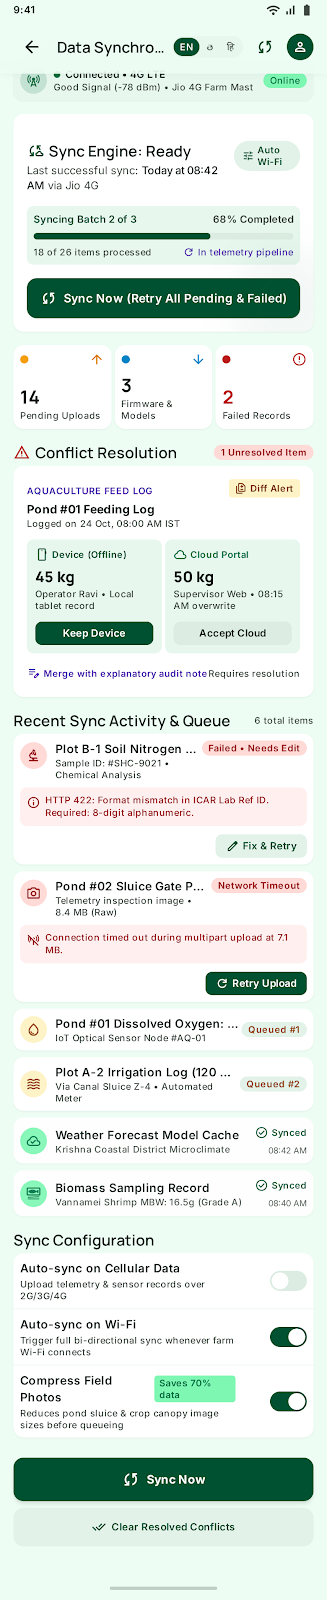 9:41
Data Synchro... EN త हि
Connected • 4G LTE
Good Signal (-78 dBm) • Jio 4G Farm Mast
Online
Sync Engine: Ready
Last successful sync: Today at 08:42
AM via Jio 4G
Auto
Wi-Fi
Syncing Batch 2 of 3 68% Completed
18 of 26 items processed In telemetry pipeline
Sync Now (Retry All Pending & Failed)
14
Pending Uploads
3
Firmware &
Models
2
Failed Records
Conflict Resolution 1 Unresolved Item
AQUACULTURE FEED LOG
Pond #01 Feeding Log
Logged on 24 Oct, 08:00 AM IST
Diff Alert
Device (Offline)
45 kg
Operator Ravi • Local
tablet record
Keep Device
Cloud Portal
50 kg
Supervisor Web • 08:15
AM overwrite
Accept Cloud
Merge with explanatory audit note Requires resolution
Recent Sync Activity & Queue 6 total items
Plot B-1 Soil Nitrogen ... Failed • Needs Edit
Sample ID: #SHC-9021 •
Chemical Analysis
HTTP 422: Format mismatch in ICAR Lab Ref ID.
Required: 8-digit alphanumeric.
Fix & Retry
Pond #02 Sluice Gate P... Network Timeout
Telemetry inspection image •
8.4 MB (Raw)
Connection timed out during multipart upload at 7.1
MB.
Retry Upload
Pond #01 Dissolved Oxygen: ... Queued #1
IoT Optical Sensor Node #AQ-01
Plot A-2 Irrigation Log (120 ... Queued #2
Via Canal Sluice Z-4 • Automated
Meter
Weather Forecast Model Cache Synced
Krishna Coastal District Microclimate 08:42 AM
Biomass Sampling Record Synced
Vannamei Shrimp MBW: 16.5g (Grade A) 08:40 AM
Sync Configuration
Auto-sync on Cellular Data
Upload telemetry & sensor records over
2G/3G/4G
Auto-sync on Wi-Fi
Trigger full bi-directional sync whenever farm
Wi-Fi connects
Compress Field
Photos
Saves 70%
data
Reduces pond sluice & crop canopy image
sizes before queueing
Sync Now
Clear Resolved Conflicts